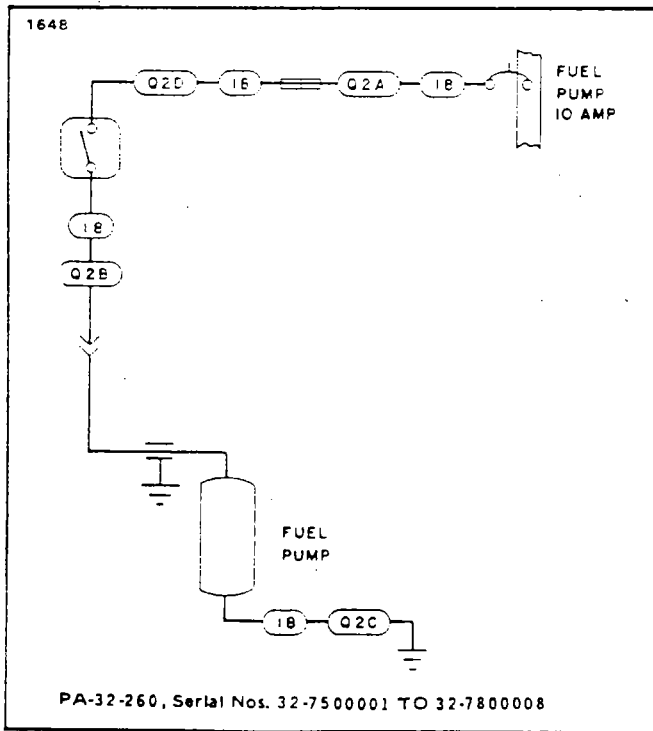 1648
Q2D 18 Q2A 18
FUEL
PUMP
10 AMP
18
Q2B
FUEL
PUMP
18 Q2C
PA-32-260, Serial Nos. 32-7500001 TO 32-7800008